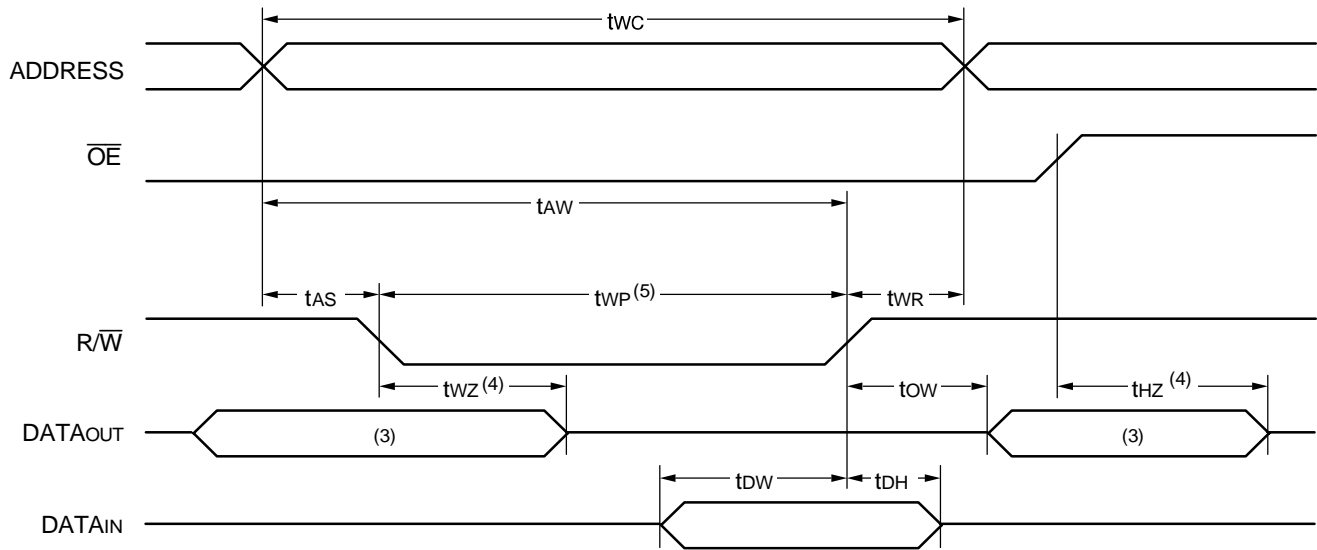 tWC
ADDRESS
OE
tAW
tAS
tWP (5)
tWR
R/W
tWZ (4)
tOW
tHZ (4)
DATAOUT
(3)
(3)
tDW
tDH
DATAIN